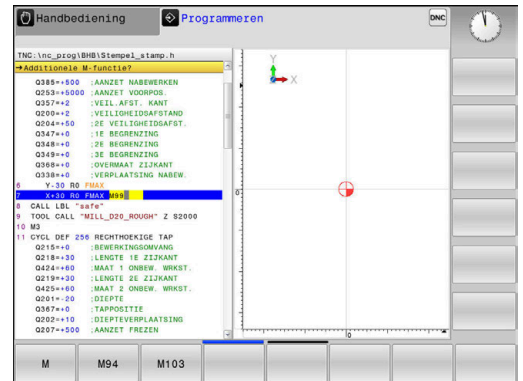 Handbediening
Programmeren
DNC
TNC:\nc_prog\BHB\Stempel_stamp.h
→Additionele M-functie?
Q385=+500 ;AANZET NABEWERKEN
Q253=+5000 ;AANZET VOORPOS.
Q357=+2 ;VEIL.AFST. KANT
Q200=+2 ;VEILIGHEIDSAFSTAND
Q204=+50 ;2E VEILIGHEIDSAFST.
Q347=+0 ;1E BEGRENZING
Q348=+0 ;2E BEGRENZING
Q349=+0 ;3E BEGRENZING
Q368=+0 ;OVERMAAT ZIJKANT
Q338=+0 ;VERPLAATSING NABEW.
6 Y-30 R0 FMAX
7 X+30 R0 FMAX M99
8 CALL LBL "safe"
9 TOOL CALL "MILL_D20_ROUGH" Z S2000
10 M3
11 CYCL DEF 256 RECHTHOEKIGE TAP
Q215=+0 ;BEWERKINGSOMVANG
Q218=+30 ;LENGTE 1E ZIJKANT
Q424=+60 ;MAAT 1 ONBEW. WRKST.
Q219=+30 ;LENGTE 2E ZIJKANT
Q425=+60 ;MAAT 2 ONBEW. WRKST.
Q201=-20 ;DIEPTE
Q367=+0 ;TAPPOSITIE
Q202=+10 ;DIEPTEVERPLAATSING
Q207=+500 ;AANZET FREZEN
Y
X
0
0
M
M94
M103